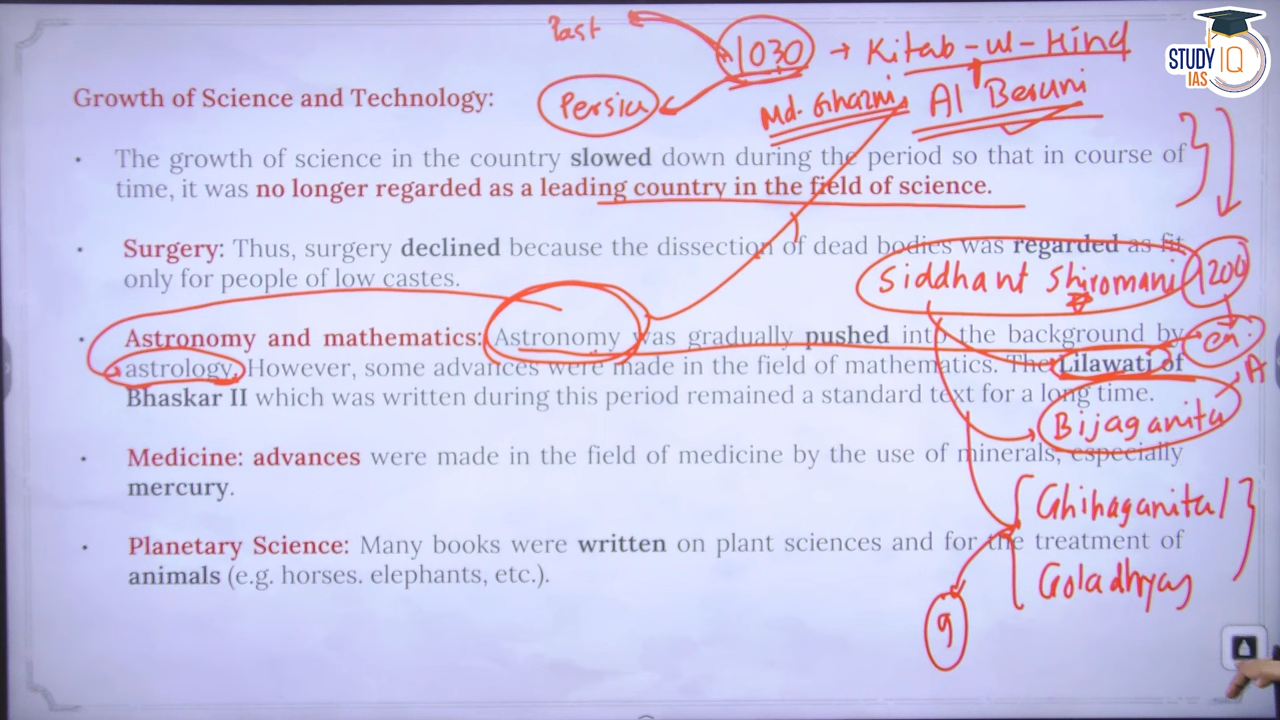 past
1030 → Kitab-ul-Hind
STUDY IQ
IAS
Growth of Science and Technology:
Persia
Md. Ghazni
Al Beruni
• The growth of science in the country slowed down during the period so that in course of
time, it was no longer regarded as a leading country in the field of science.
• Surgery: Thus, surgery declined because the dissection of dead bodies was regarded as fit
only for people of low castes.
Siddhant Shiromani
1200
• Astronomy and mathematics: Astronomy was gradually pushed into the background by
astrology. However, some advances were made in the field of mathematics. The Lilawati of
A
Bhaskar II which was written during this period remained a standard text for a long time.
Bijaganita
• Medicine: advances were made in the field of medicine by the use of minerals, especially
mercury.
• Planetary Science: Many books were written on plant sciences and for the treatment of
animals (e.g. horses. elephants, etc.).
Goladhyay
9